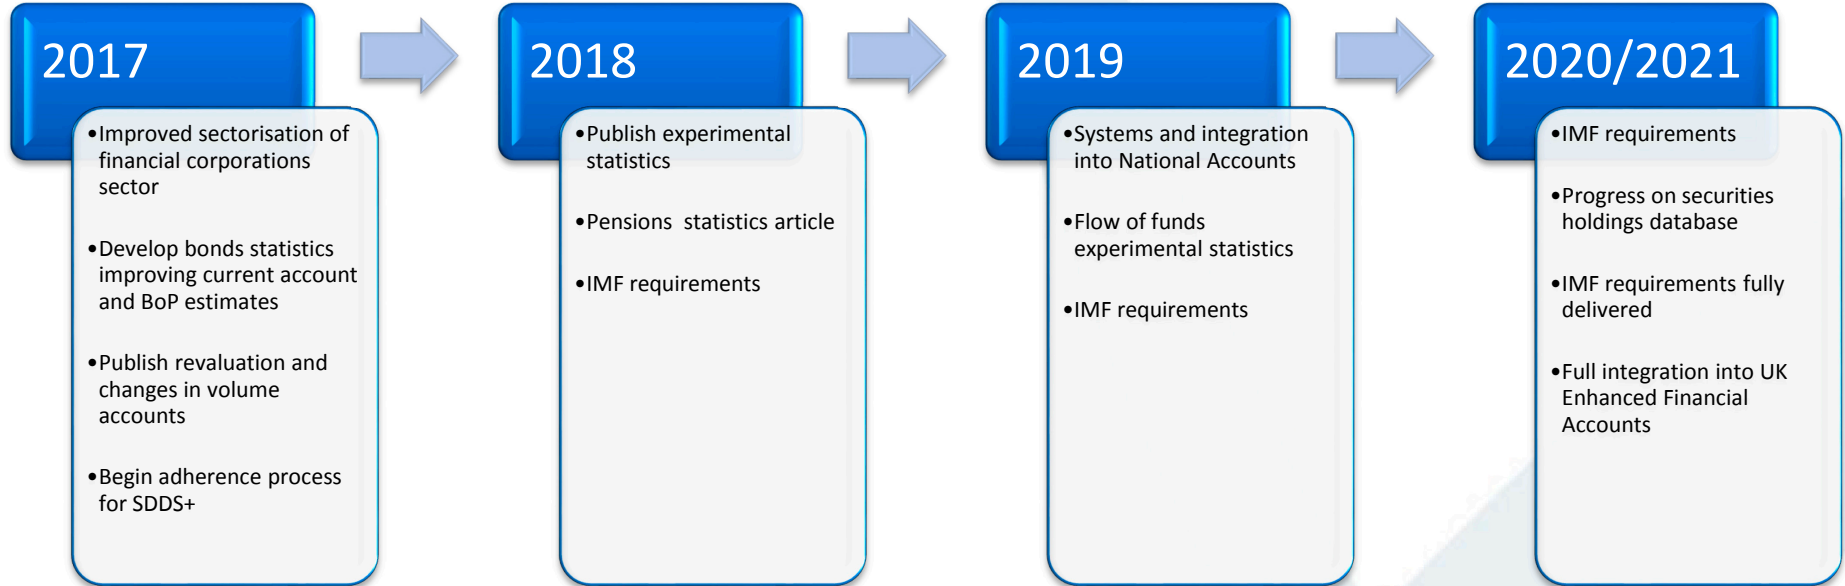 2017
•Improved sectorisation of
financial corporations
sector
•Develop bonds statistics
improving current account
and BoP estimates
•Publish revaluation and
changes in volume
accounts
•Begin adherence process
for SDDS+
2018
•Publish experimental
statistics
•Pensions statistics article
•IMF requirements
2019
•Systems and integration
into National Accounts
•Flow of funds
experimental statistics
•IMF requirements
2020/2021
•IMF requirements
•Progress on securities
holdings database
•IMF requirements fully
delivered
•Full integration into UK
Enhanced Financial
Accounts